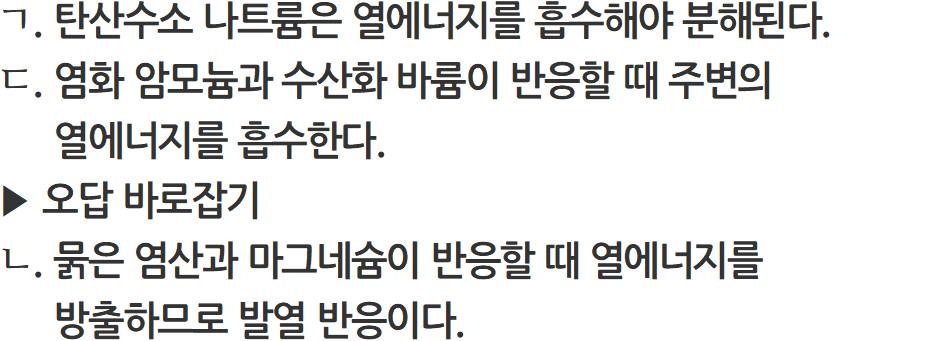 ㄱ. 탄산수소 나트륨은 열에너지를 흡수해야 분해된다.
ㄷ. 염화 암모늄과 수산화 바륨이 반응할 때 주변의
열에너지를 흡수한다.
▶ 오답 바로잡기
ㄴ. 묽은 염산과 마그네슘이 반응할 때 열에너지를
방출하므로 발열 반응이다.